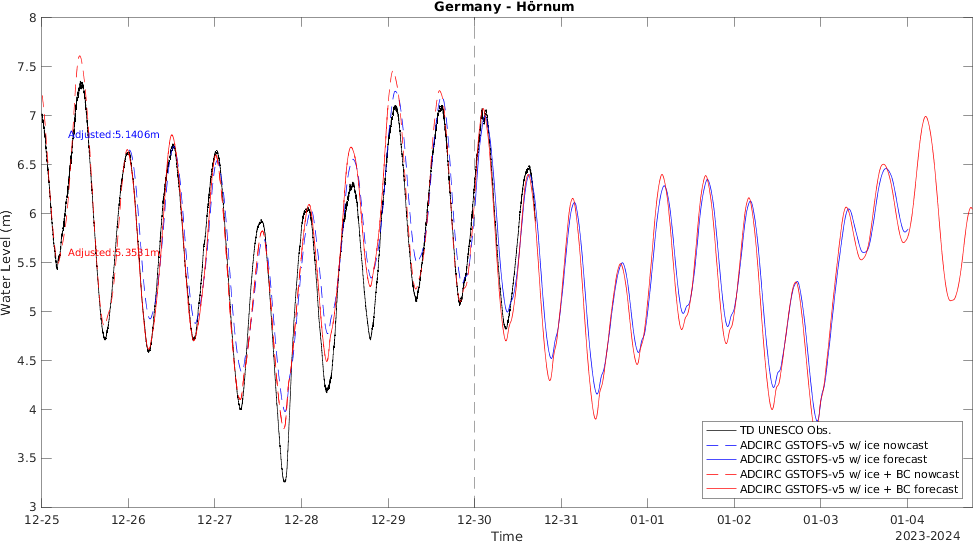 Germany - Hörnum
8
7.5
7
6.5
6
5.5
5
4.5
4
3.5
3
Water Level (m)
Adjusted:5.1406m
Adjusted:5.3531m
TD UNESCO Obs.
ADCIRC GSTOFS-v5 w/ ice nowcast
ADCIRC GSTOFS-v5 w/ ice forecast
ADCIRC GSTOFS-v5 w/ ice + BC nowcast
ADCIRC GSTOFS-v5 w/ ice + BC forecast
12-25 12-26 12-27 12-28 12-29 12-30 12-31 01-01 01-02 01-03 01-04
Time
2023-2024